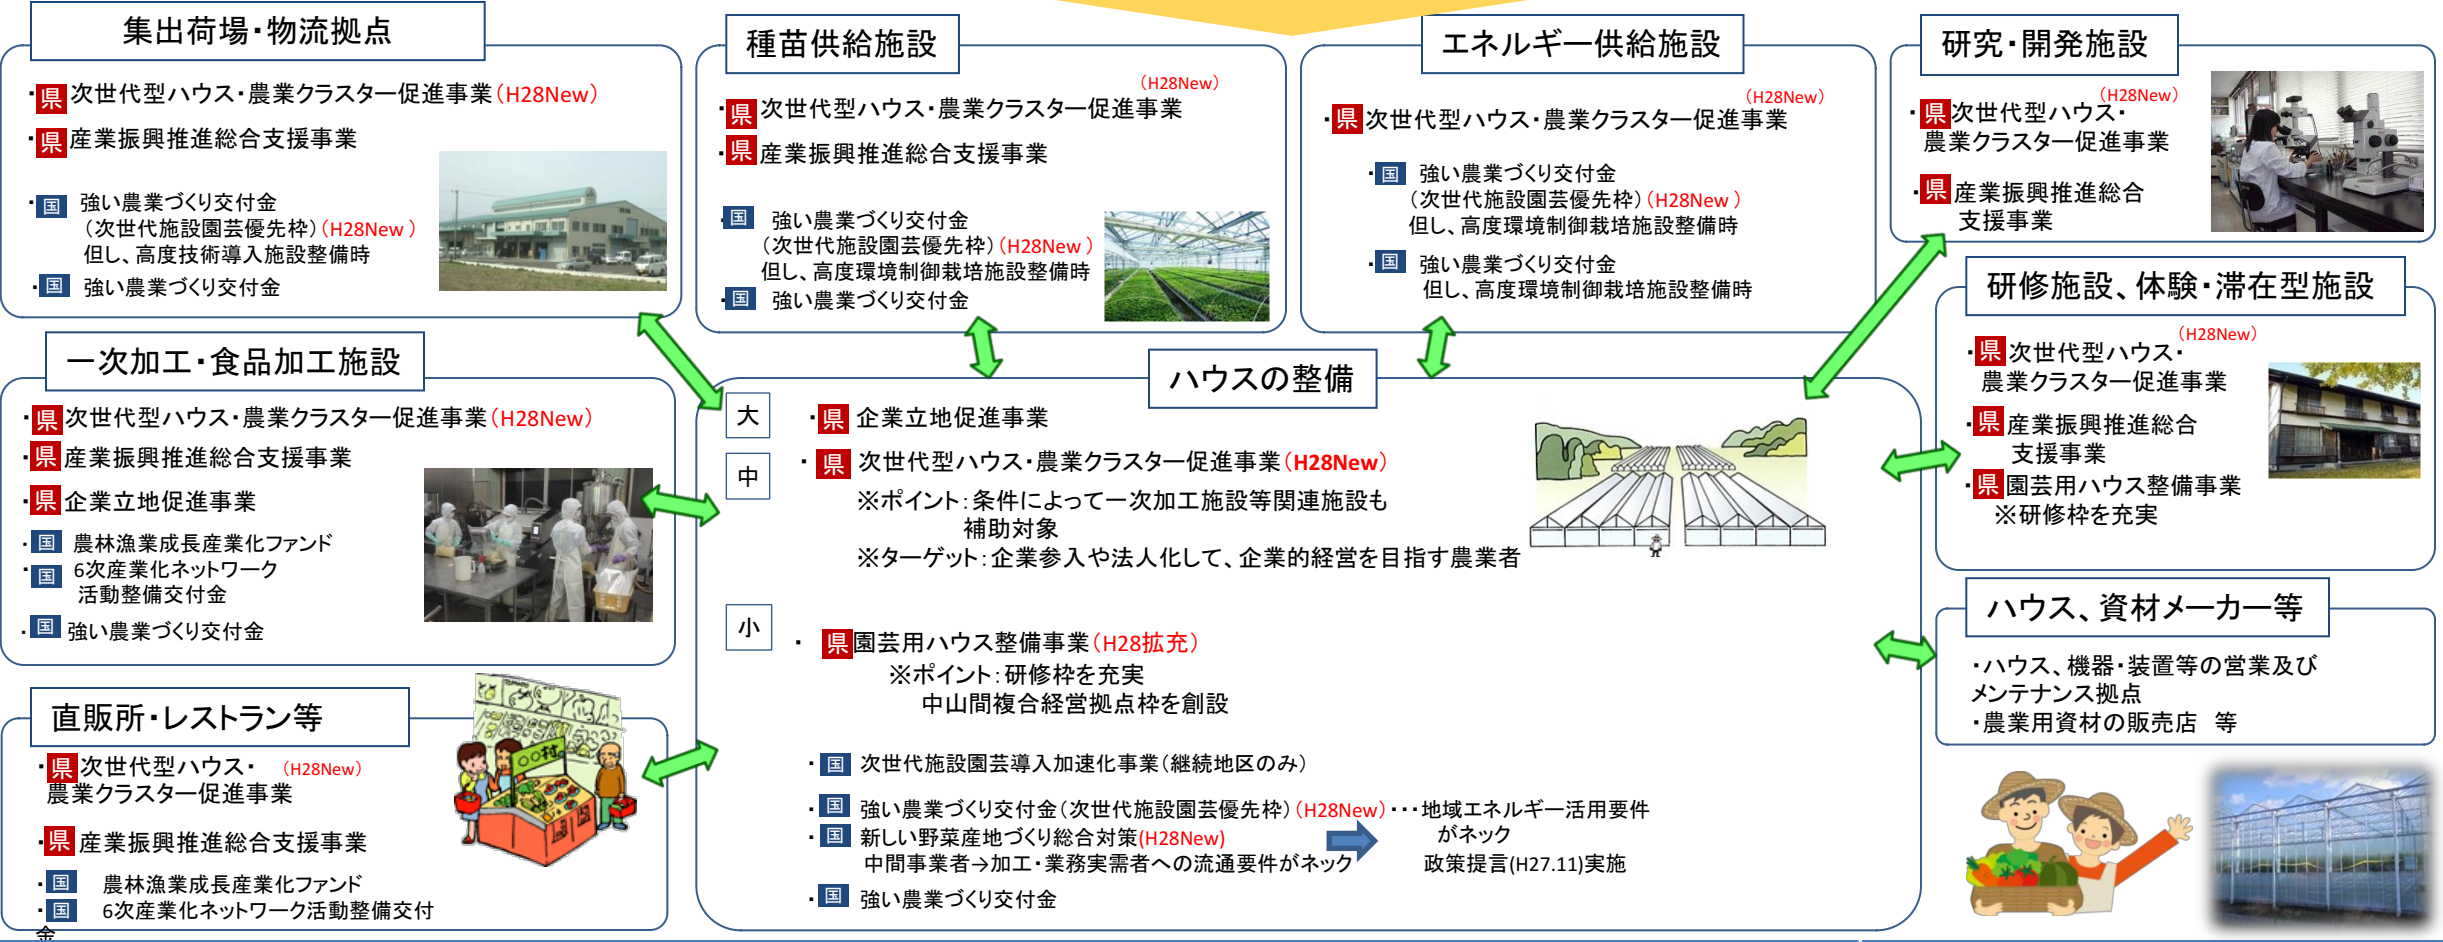 集出荷場・物流拠点
・県 次世代型ハウス・農業クラスター促進事業（H28New）
・県 産業振興推進総合支援事業
・国 強い農業づくり交付金
（次世代施設園芸優先枠）（H28New ）
但し、高度技術導入施設整備時
・国 強い農業づくり交付金
種苗供給施設
（H28New）
・県 次世代型ハウス・農業クラスター促進事業
・県 産業振興推進総合支援事業
・国 強い農業づくり交付金
（次世代施設園芸優先枠）（H28New ）
但し、高度環境制御栽培施設整備時
・国 強い農業づくり交付金
エネルギー供給施設
（H28New）
・県 次世代型ハウス・農業クラスター促進事業
・国 強い農業づくり交付金
（次世代施設園芸優先枠）（H28New ）
但し、高度環境制御栽培施設整備時
・国 強い農業づくり交付金
但し、高度環境制御栽培施設整備時
研究・開発施設
（H28New）
・県 次世代型ハウス・
農業クラスター促進事業
・県 産業振興推進総合
支援事業
一次加工・食品加工施設
・県 次世代型ハウス・農業クラスター促進事業（H28New）
・県 産業振興推進総合支援事業
・県 企業立地促進事業
・国 農林漁業成長産業化ファンド
・国 6次産業化ネットワーク
活動整備交付金
・国 強い農業づくり交付金
ハウスの整備
大 ・県 企業立地促進事業
中 ・県 次世代型ハウス・農業クラスター促進事業（H28New）
※ポイント：条件によって一次加工施設等関連施設も
補助対象
※ターゲット：企業参入や法人化して、企業的経営を目指す農業者
小
・県 園芸用ハウス整備事業（H28拡充）
※ポイント：研修枠を充実
中山間複合経営拠点枠を創設
・国 次世代施設園芸導入加速化事業（継続地区のみ）
・国 強い農業づくり交付金（次世代施設園芸優先枠）（H28New）・・・地域エネルギー活用要件
がネック
・国 新しい野菜産地づくり総合対策(H28New)
中間事業者→加工・業務実需者への流通要件がネック
政策提言(H27.11)実施
・国 強い農業づくり交付金
研修施設、体験・滞在型施設
（H28New）
・県 次世代型ハウス・
農業クラスター促進事業
・県 産業振興推進総合
支援事業
・県 園芸用ハウス整備事業
※研修枠を充実
ハウス、資材メーカー等
・ハウス、機器・装置等の営業及び
メンテナンス拠点
・農業用資材の販売店　等
直販所・レストラン等
・県 次世代型ハウス・ （H28New）
農業クラスター促進事業
・県 産業振興推進総合支援事業
・国 農林漁業成長産業化ファンド
・国 6次産業化ネットワーク活動整備交付
金
○○村